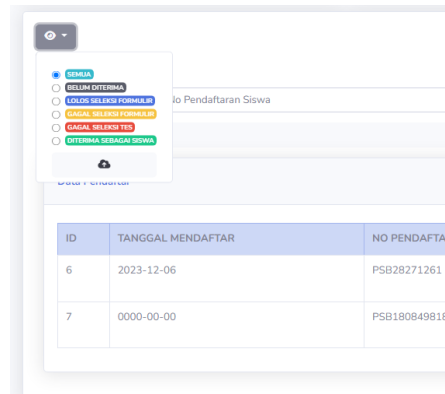 SEMUA
BELUM DITERIMA
LOLOS SELEKSI FORMULIR
GAGAL SELEKSI FORMULIR
GAGAL SELEKSI TES
DITERIMA SEBAGAI SISWA
No Pendaftaran Siswa
Data Pendaftar
ID TANGGAL MENDAFTAR NO PENDAFTA
6 2023-12-06 PSB28271261
7 0000-00-00 PSB18084981